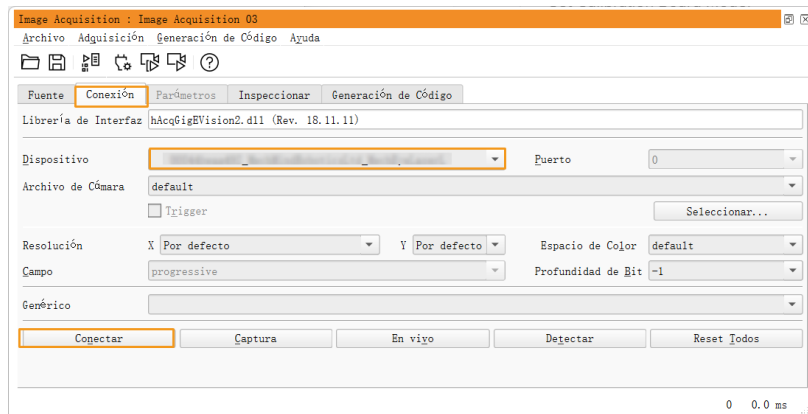 Image Acquisition : Image Acquisition 03
Archivo Adquisición Generación de Código Ayuda
Fuente Conexión Parámetros Inspeccionar Generación de Código
Librería de Interfaz hAcqGigEVision2.dll (Rev. 18.11.11)
Dispositivo Puerto 0
Archivo de Cámara default
Trigger Seleccionar...
Resolución X Por defecto Y Por defecto Espacio de Color default
Campo progressive Profundidad de Bit -1
Genérico
Conectar Captura En vivo Detectar Reset Todos
0 0.0 ms